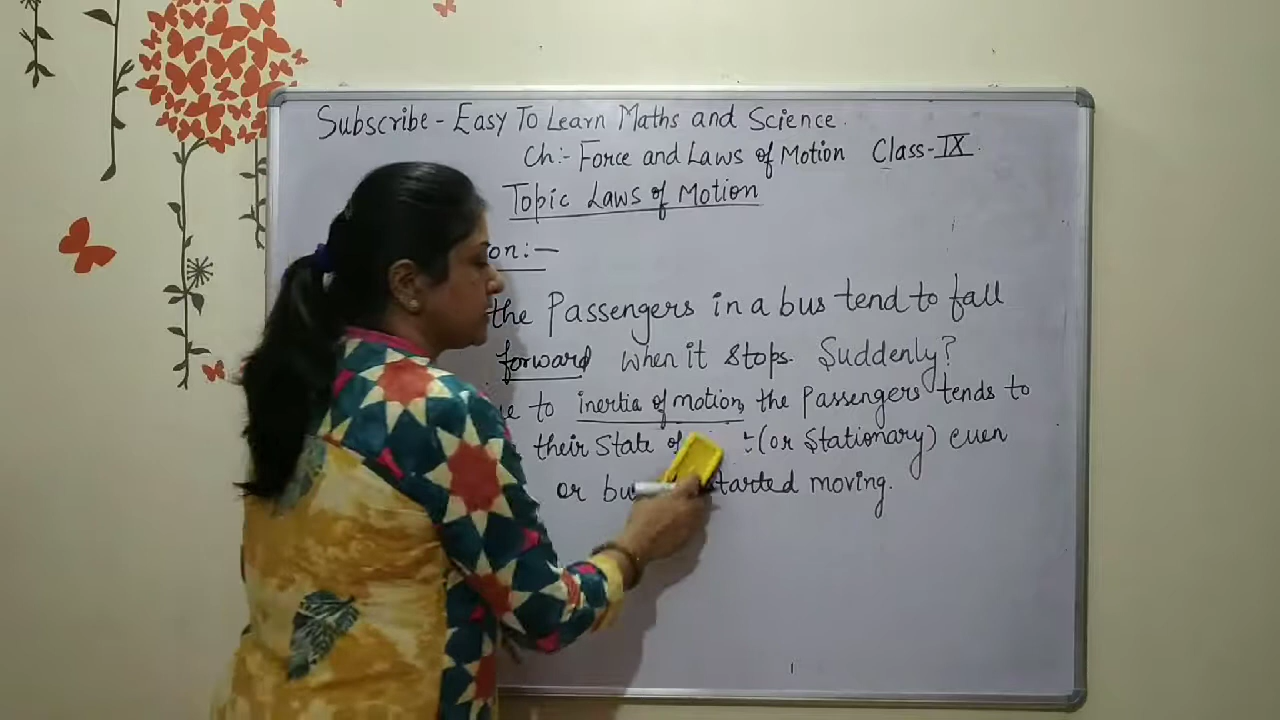 Subscribe - Easy To Learn Maths and Science.
Ch:- Force and Laws of Motion Class-IX
Topic Laws of Motion
on:-
the Passengers in a bus tend to fall
forward when it stops. Suddenly?
to inertia of motion, the Passengers tends to
their State of (or Stationary) even
or started moving.